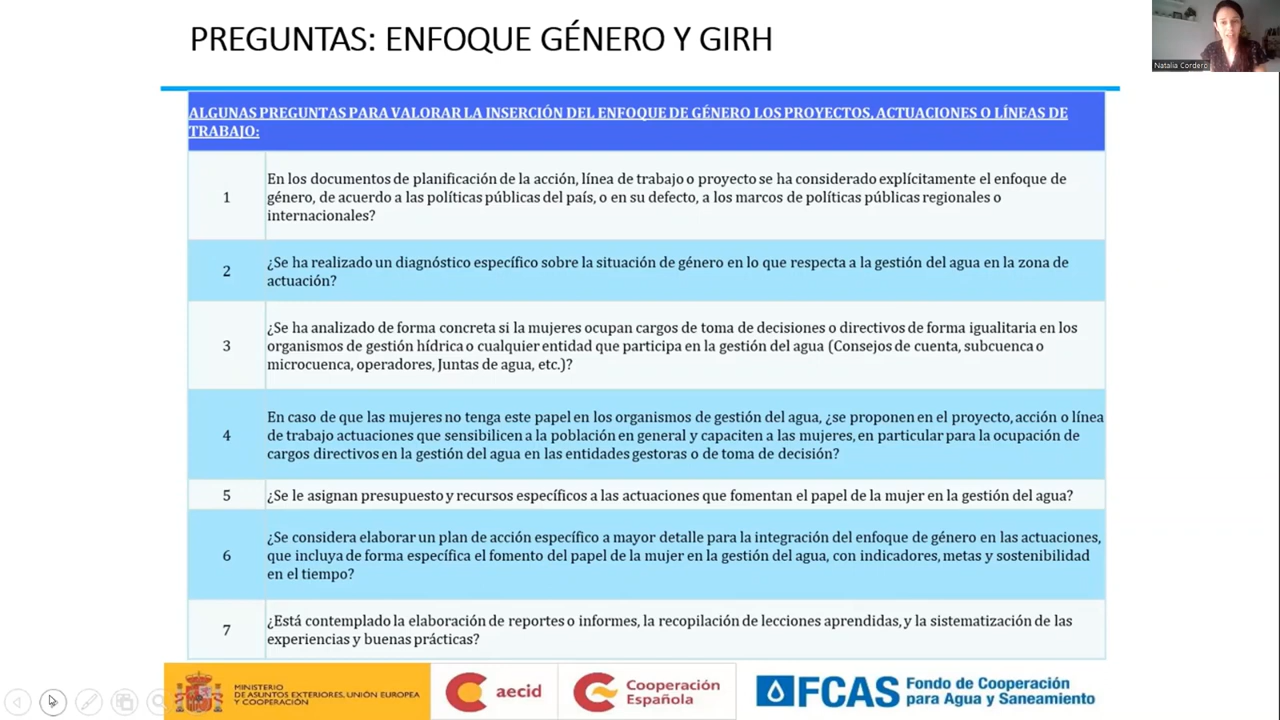 PREGUNTAS: ENFOQUE GÉNERO Y GIRH
Natalia Cordero
ALGUNAS PREGUNTAS PARA VALORAR LA INSERCIÓN DEL ENFOQUE DE GÉNERO LOS PROYECTOS, ACTUACIONES O LÍNEAS DE
TRABAJO:
1
En los documentos de planificación de la acción, línea de trabajo o proyecto se ha considerado explícitamente el enfoque de
género, de acuerdo a las políticas públicas del país, o en su defecto, a los marcos de políticas públicas regionales o
internacionales?
2
¿Se ha realizado un diagnóstico específico sobre la situación de género en lo que respecta a la gestión del agua en la zona de
actuación?
3
¿Se ha analizado de forma concreta si la mujeres ocupan cargos de toma de decisiones o directivos de forma igualitaria en los
organismos de gestión hídrica o cualquier entidad que participa en la gestión del agua (Consejos de cuenta, subcuenca o
microcuenca, operadores, Juntas de agua, etc.)?
4
En caso de que las mujeres no tenga este papel en los organismos de gestión del agua, ¿se proponen en el proyecto, acción o línea
de trabajo actuaciones que sensibilicen a la población en general y capaciten a las mujeres, en particular para la ocupación de
cargos directivos en la gestión del agua en las entidades gestoras o de toma de decisión?
5
¿Se le asignan presupuesto y recursos específicos a las actuaciones que fomentan el papel de la mujer en la gestión del agua?
6
¿Se considera elaborar un plan de acción específico a mayor detalle para la integración del enfoque de género en las actuaciones,
que incluya de forma específica el fomento del papel de la mujer en la gestión del agua, con indicadores, metas y sostenibilidad
en el tiempo?
7
¿Está contemplado la elaboración de reportes o informes, la recopilación de lecciones aprendidas, y la sistematización de las
experiencias y buenas prácticas?
MINISTERIO
DE ASUNTOS EXTERIORES, UNIÓN EUROPEA
Y COOPERACIÓN
aecid
Cooperación
Española
FCAS
Fondo de Cooperación
para Agua y Saneamiento